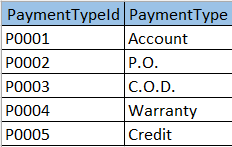 PaymentTypeId PaymentType
P0001 Account
P0002 P.O.
P0003 C.O.D.
P0004 Warranty
P0005 Credit